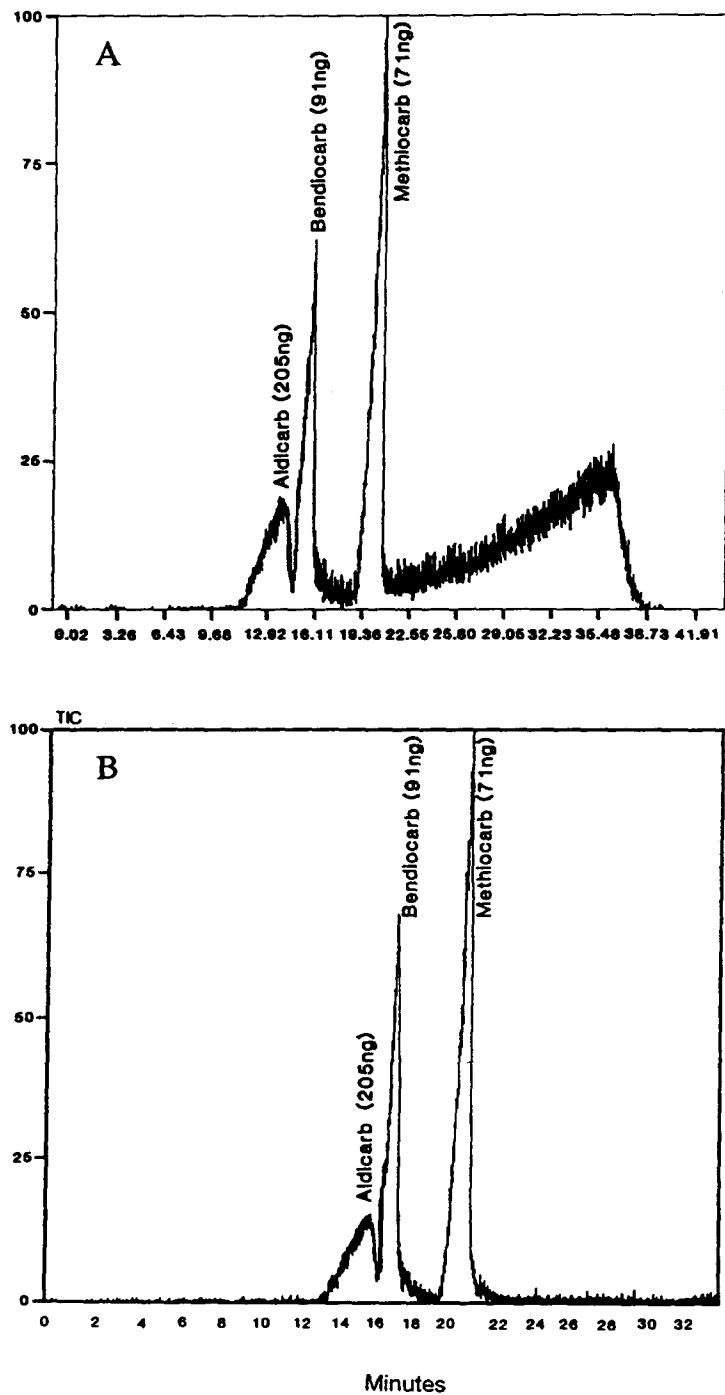 100
A
75
50
25
0
Aldicarb (205ng)
Bendiocarb (91ng)
Methiocarb (71ng)
0.02 3.26 6.43 9.68 12.92 16.11 19.36 22.55 25.80 29.05 32.23 35.48 38.73 41.91
TIC
100
B
75
50
25
0
Aldicarb (205ng)
Bendiocarb (91ng)
Methiocarb (71ng)
0 2 4 6 8 10 12 14 16 18 20 22 24 26 28 30 32
Minutes